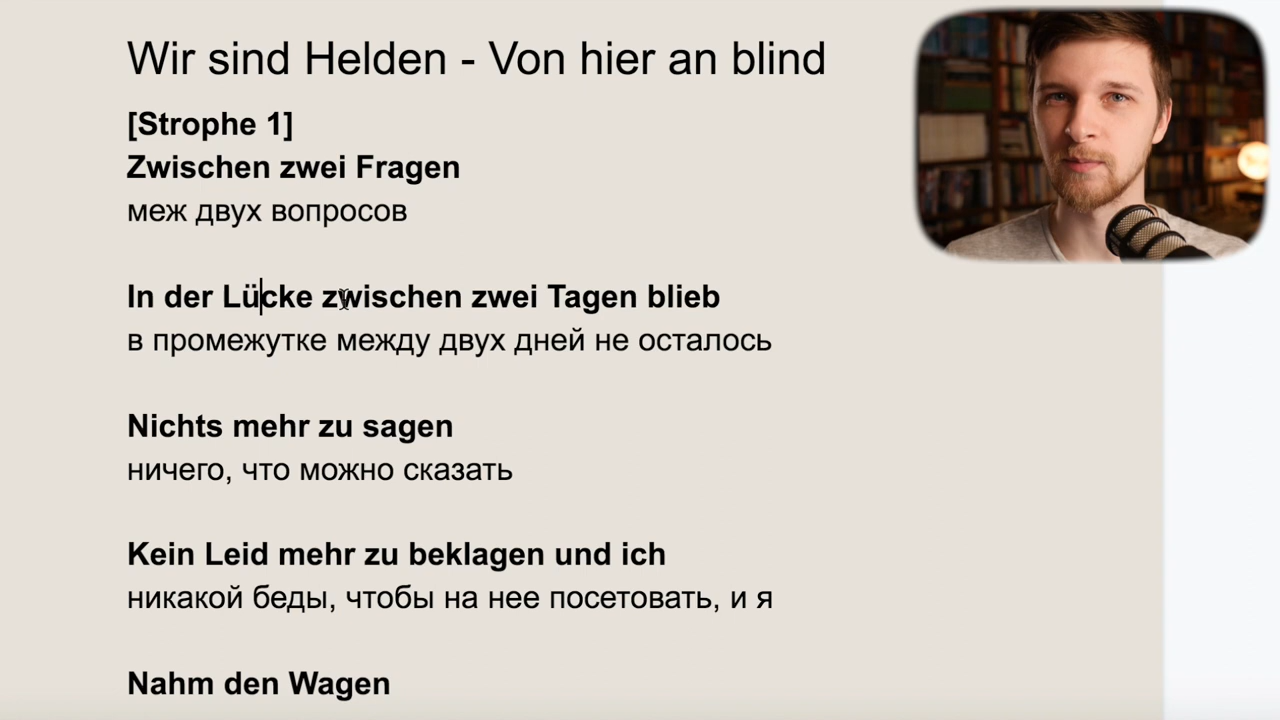 Wir sind Helden - Von hier an blind
[Strophe 1]
Zwischen zwei Fragen
меж двух вопросов
In der Lücke zwischen zwei Tagen blieb
в промежутке между двух дней не осталось
Nichts mehr zu sagen
ничего, что можно сказать
Kein Leid mehr zu beklagen und ich
никакой беды, чтобы на нее посетовать, и я
Nahm den Wagen